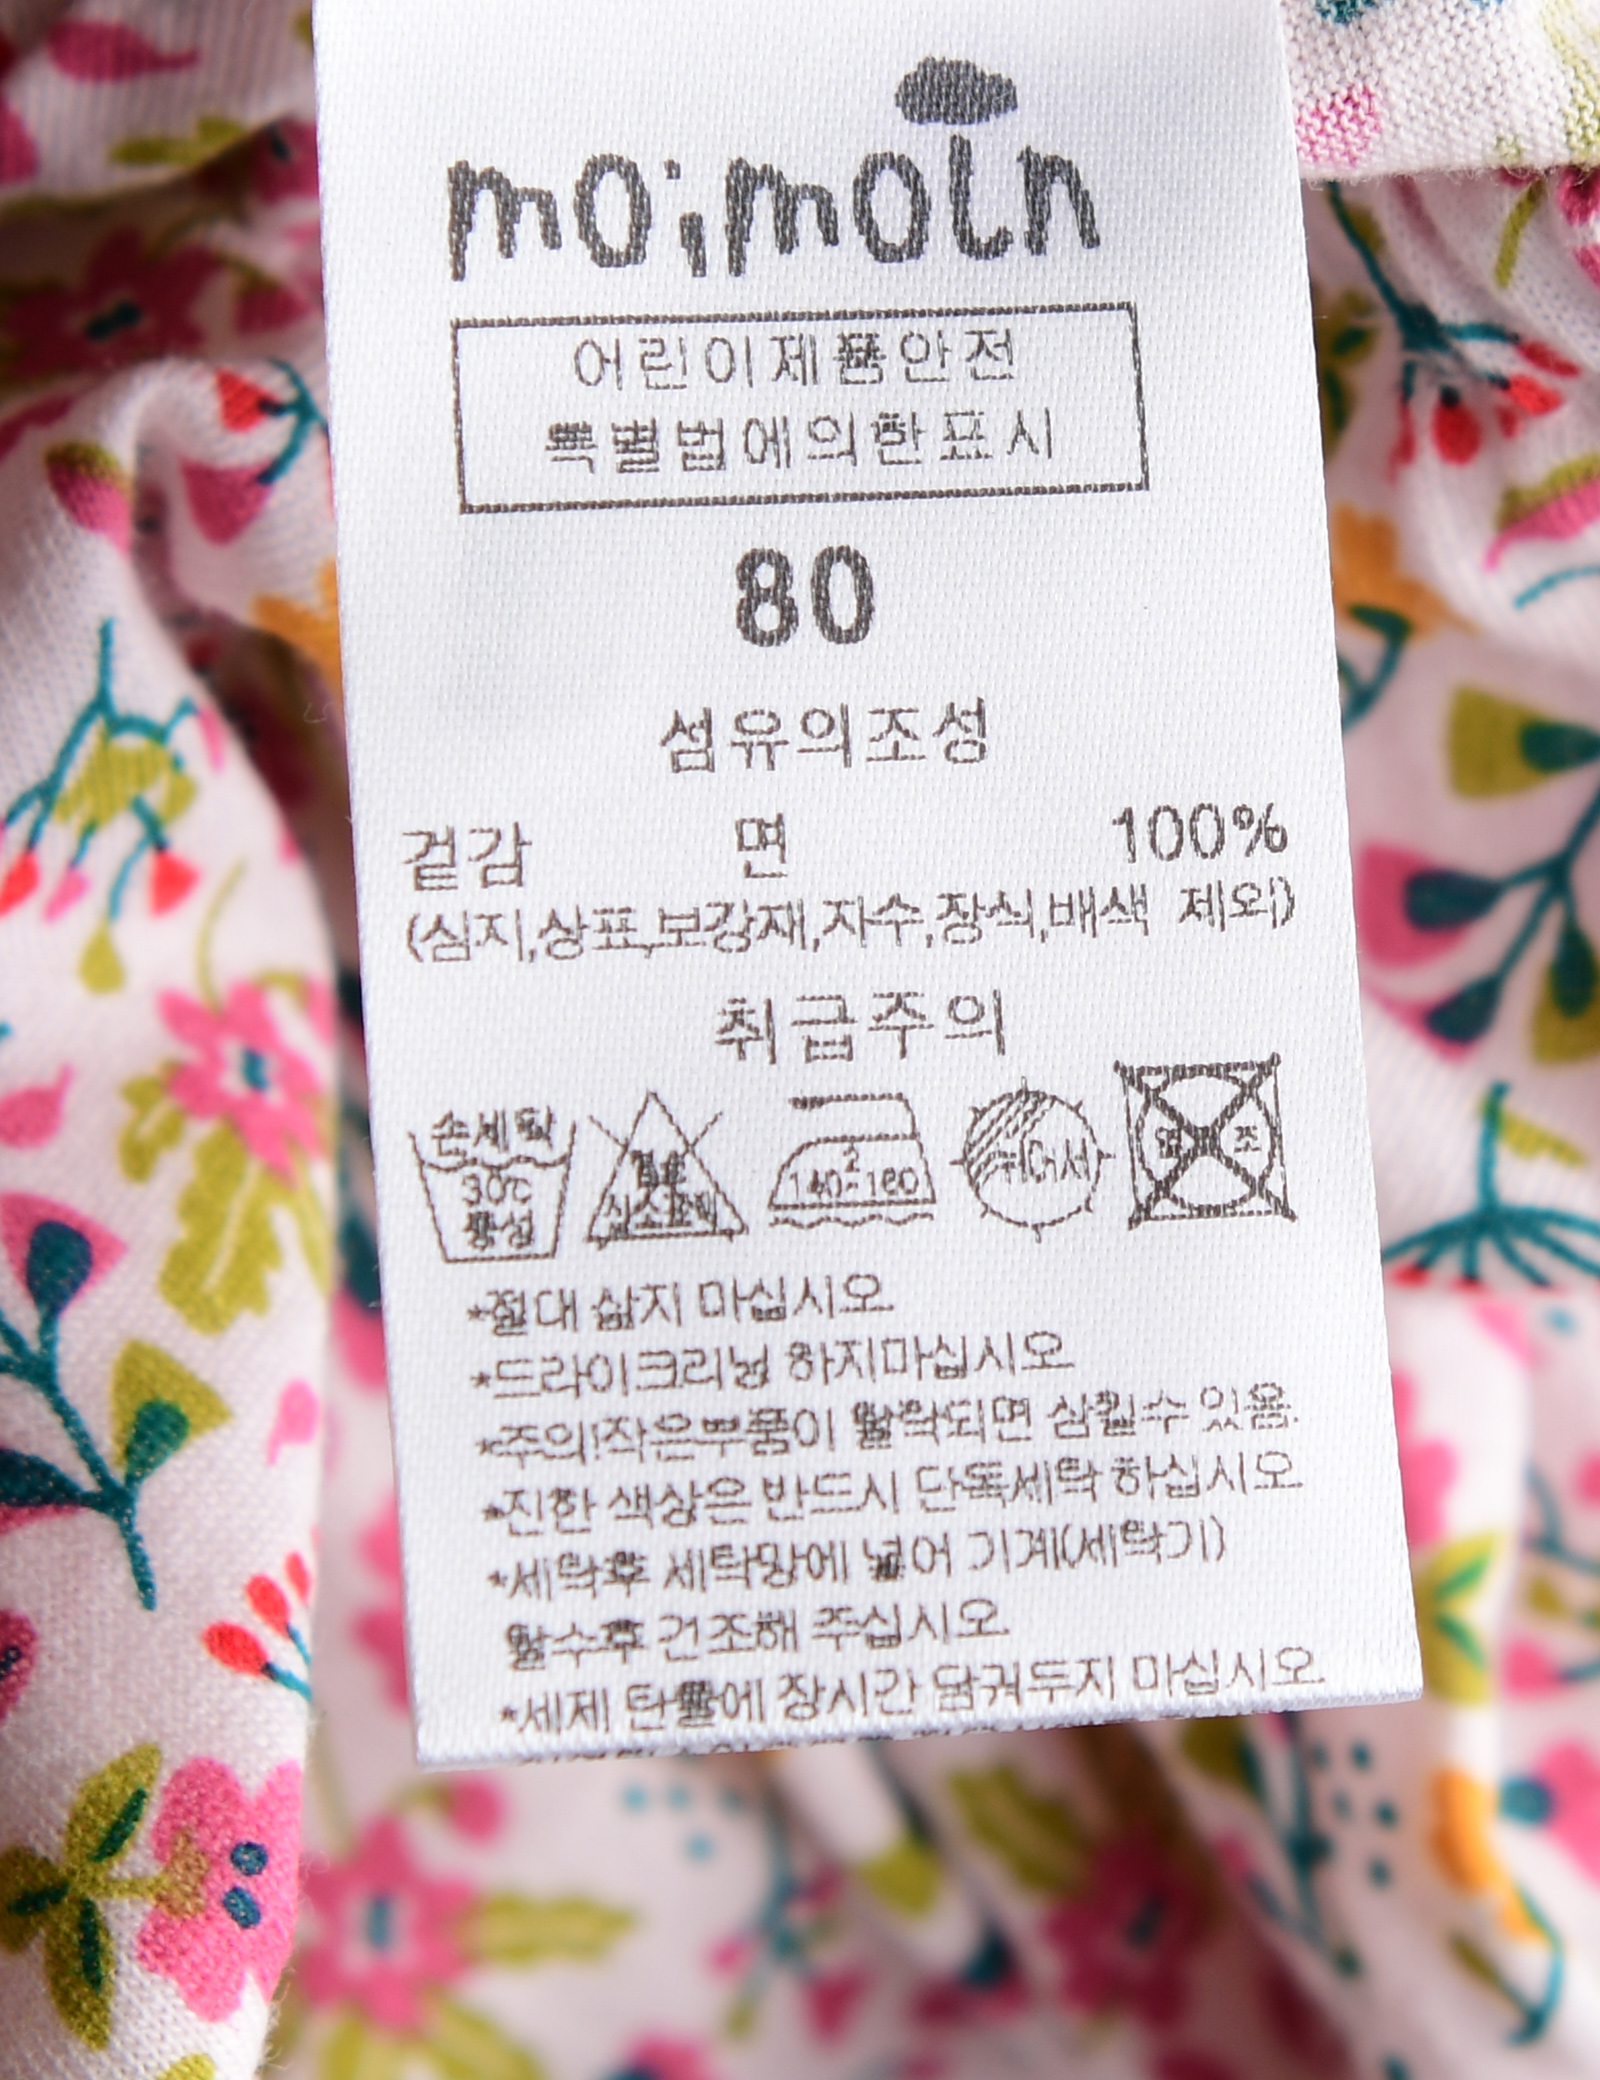 moimoln
어린이제품안전
특별법에의한표시
80
섬유의조성
겉감 면 100%
(심지,상표,보강재,자수,장식,배색 제외)
취급주의
손세탁
30℃
중성
산소표백
2
140-160
뉘어서
*절대 삶지 마십시오
*드라이크리닝 하지마십시오
*주의!작은부품이 탈락되면 삼킬수 있음.
*진한 색상은 반드시 단독세탁 하십시오.
*세탁후 세탁망에 넣어 기계(세탁기)
탈수후 건조해 주십시오.
*세제 탄물에 장시간 담궈두지 마십시오.